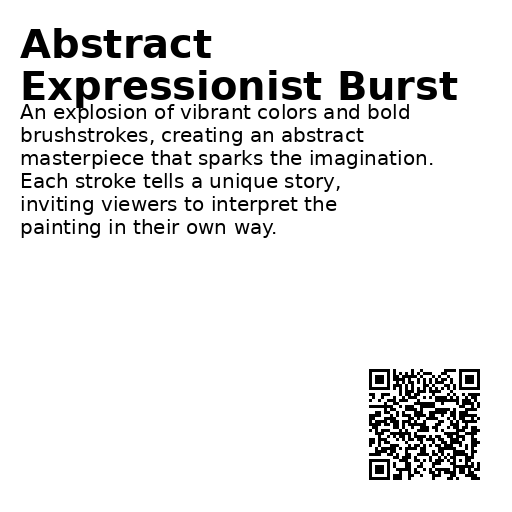 Abstract
Expressionist Burst
An explosion of vibrant colors and bold
brushstrokes, creating an abstract
masterpiece that sparks the imagination.
Each stroke tells a unique story,
inviting viewers to interpret the
painting in their own way.